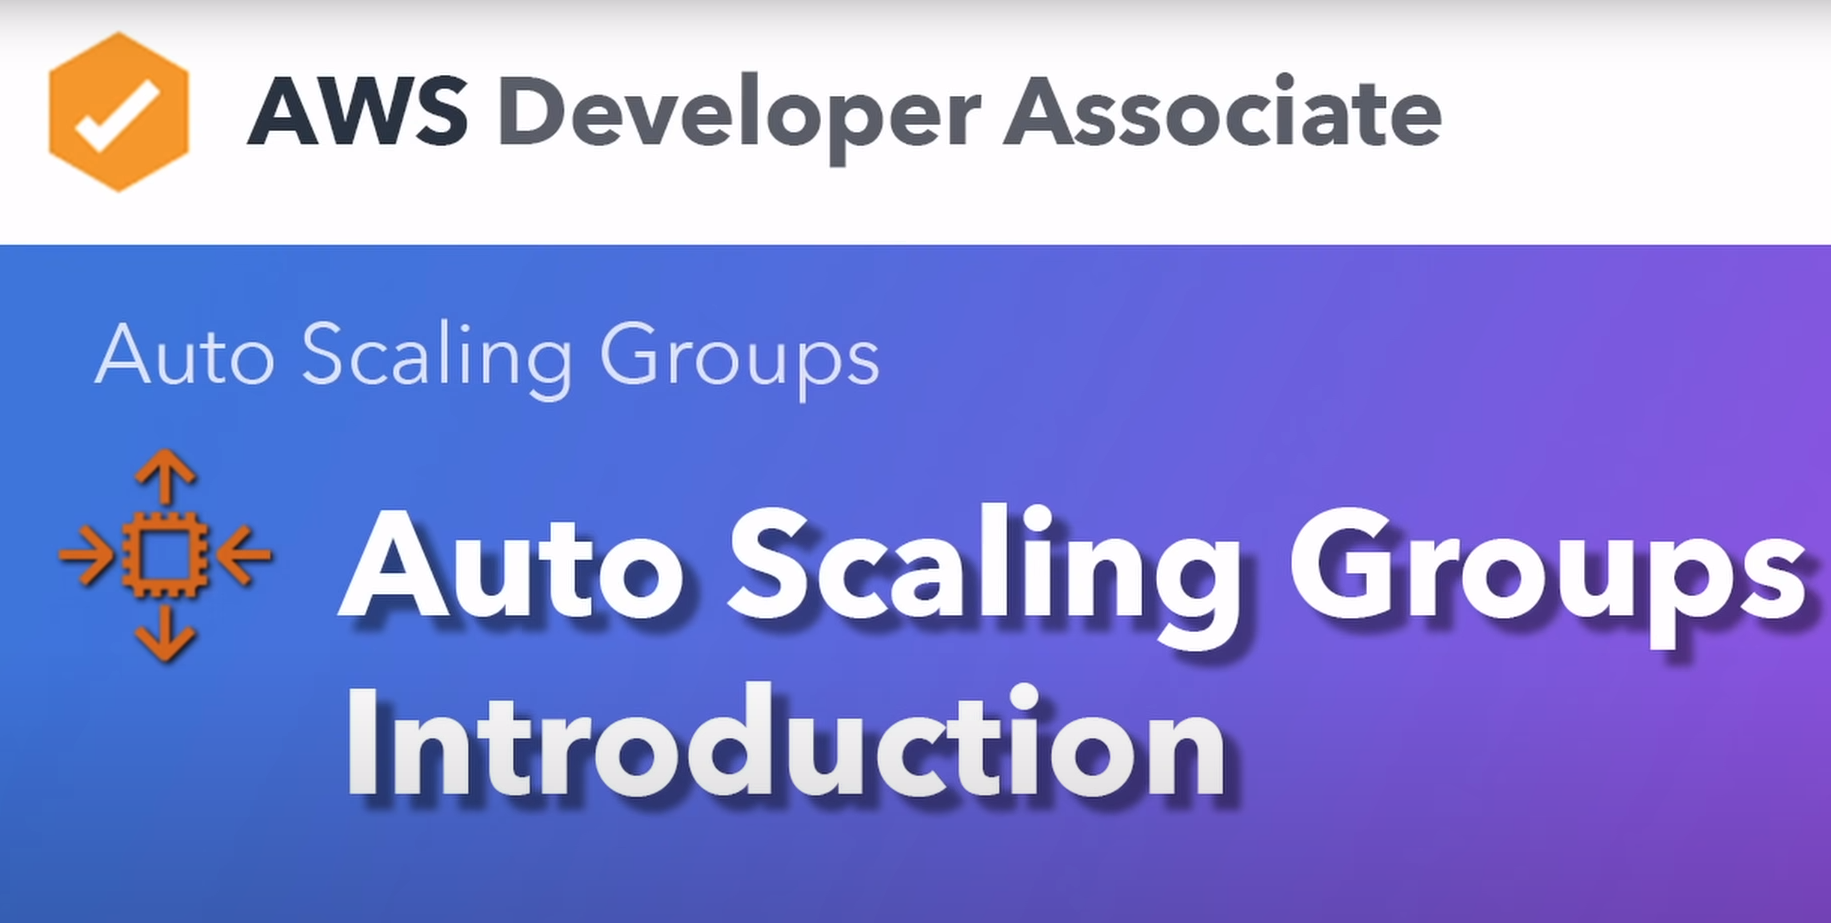 AWS Developer Associate
Auto Scaling Groups
Auto Scaling Groups
Introduction